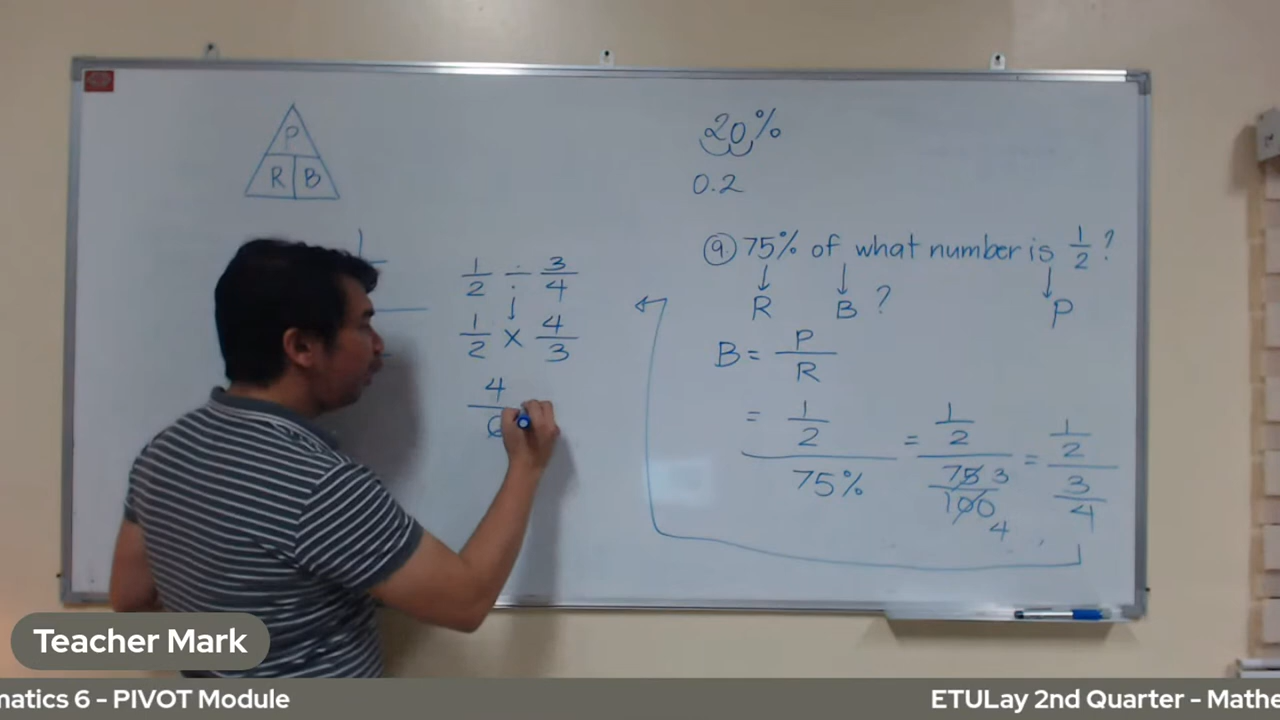 P
R B
1
20%
0.2
9. 75% of what number is 1/2 ?
R B ? P
B = P/R
= 1/2 / 75% = 1/2 / 75/100 3 4 = 1/2 / 3/4
1/2 ÷ 3/4
1/2 x 4/3
4/6
Teacher Mark
matics 6 - PIVOT Module
ETULay 2nd Quarter - Mathe